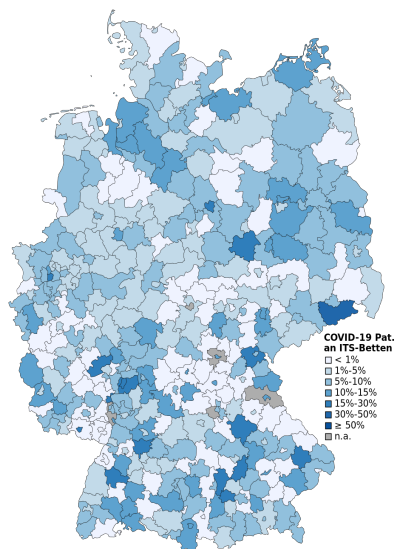 COVID-19 Pat.
an ITS-Betten
< 1%
1%-5%
5%-10%
10%-15%
15%-30%
30%-50%
≥ 50%
n.a.